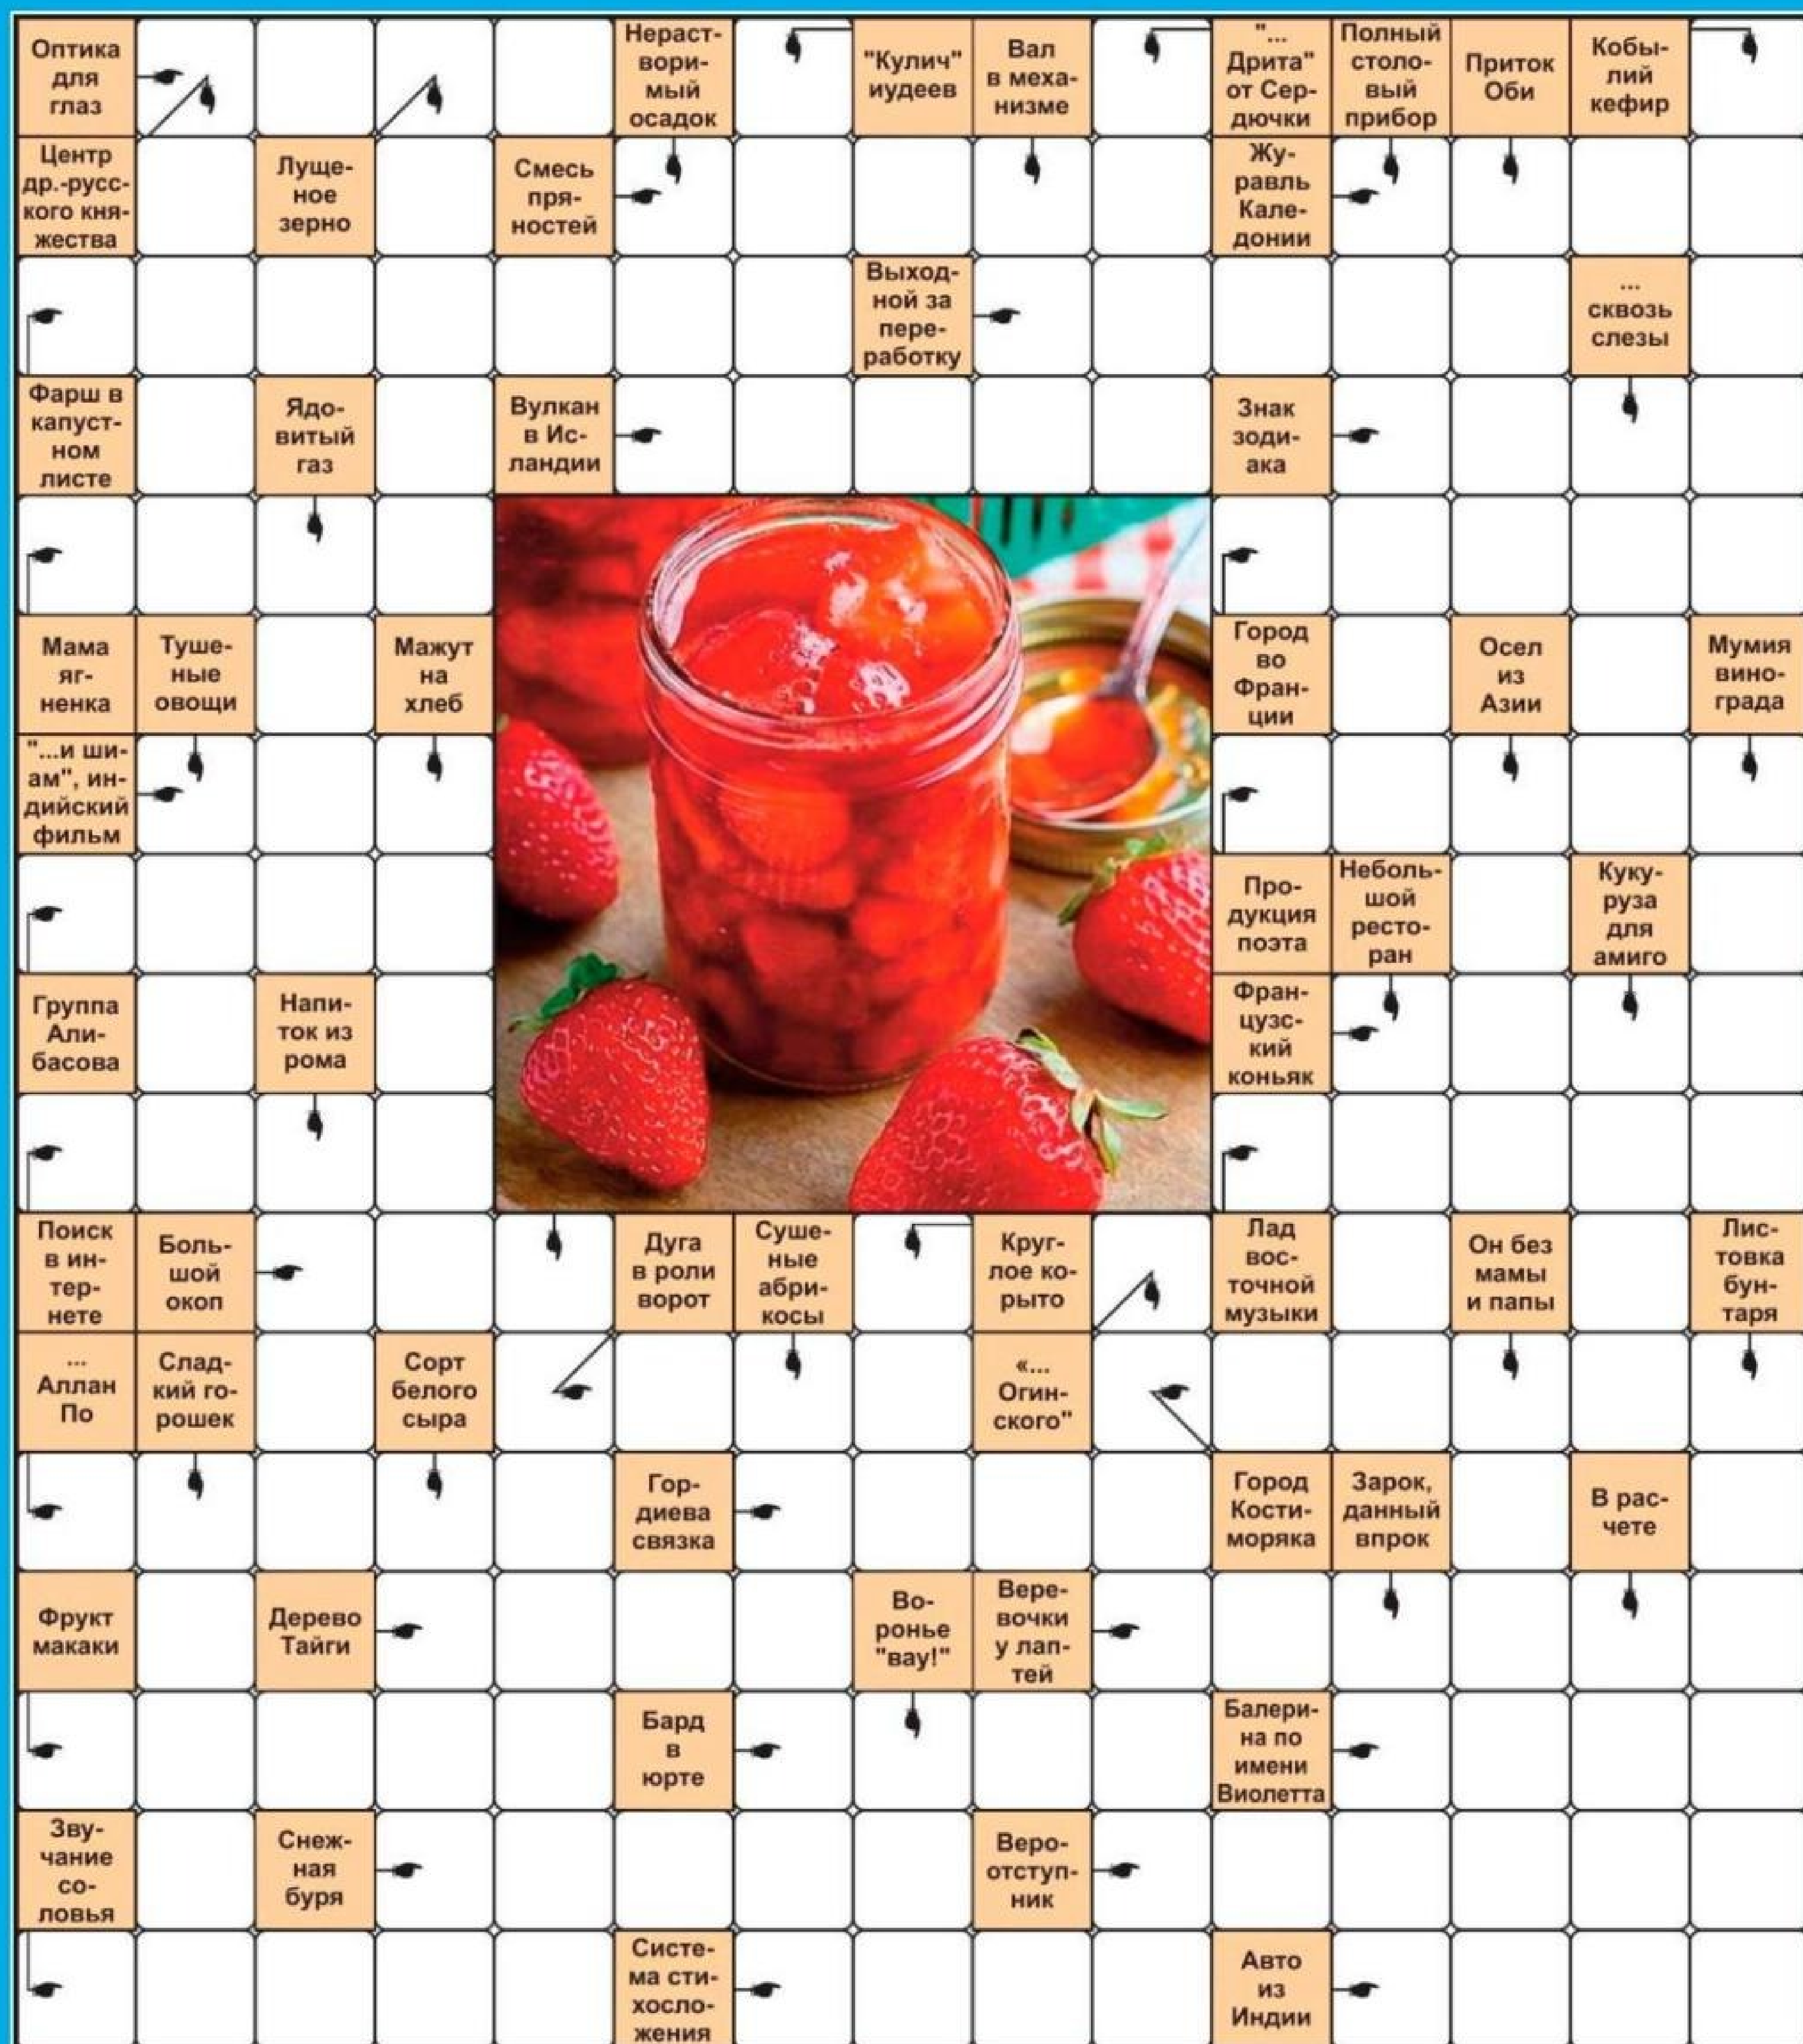 Оптика
для
глаз
Нераст-
вори-
мый
осадок
"Кулич"
иудеев
Вал
в меха-
низме
"...
Дрита"
от Сер-
дючки
Полный
столо-
вый
прибор
Приток
Оби
Кобы-
лий
кефир
Центр
др.-русс-
кого кня-
жества
Луще-
ное
зерно
Смесь
пря-
ностей
Жу-
равль
Кале-
донии
Выход-
ной за
пере-
работку
...
сквозь
слезы
Фарш в
капуст-
ном
листе
Ядо-
витый
газ
Вулкан
в Ис-
ландии
Знак
зоди-
ака
Мама
яг-
ненка
Туше-
ные
овощи
Мажут
на
хлеб
Город
во
Фран-
ции
Осел
из
Азии
Мумия
вино-
града
"...и ши-
ам", ин-
дийский
фильм
Про-
дукция
поэта
Неболь-
шой
ресто-
ран
Куку-
руза
для
амиго
Группа
Али-
басова
Напи-
ток из
рома
Фран-
цузс-
кий
коньяк
Поиск
в ин-
тер-
нете
Боль-
шой
окоп
Дуга
в роли
ворот
Суше-
ные
абри-
косы
Круг-
лое ко-
рыто
Лад
вос-
точной
музыки
Он без
мамы
и папы
Лис-
товка
бун-
таря
...
Аллан
По
Слад-
кий го-
рошек
Сорт
белого
сыра
«...
Огин-
ского"
Гор-
диева
связка
Город
Кости-
моряка
Зарок,
данный
впрок
В рас-
чете
Фрукт
макаки
Дерево
Тайги
Во-
ронье
"вау!"
Вере-
вочки
у лап-
тей
Бард
в
юрте
Балери-
на по
имени
Виолетта
Зву-
чание
со-
ловья
Снеж-
ная
буря
Веро-
отступ-
ник
Систе-
ма сти-
хосло-
жения
Авто
из
Индии